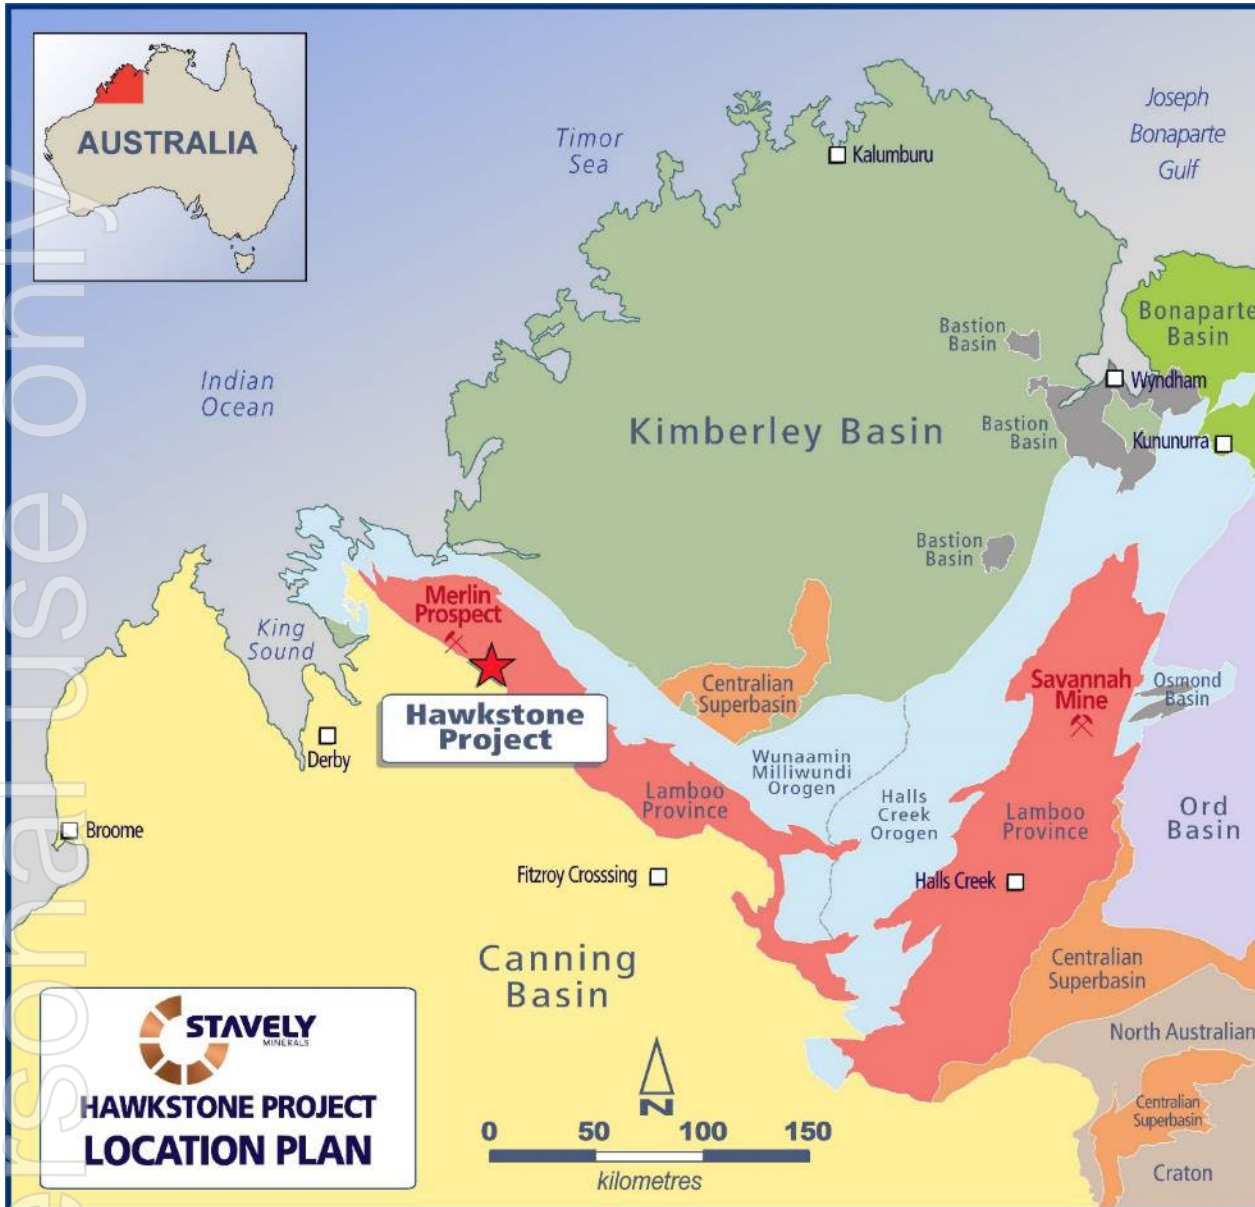 AUSTRALIA
Timor
Sea
Joseph
Bonaparte
Gulf
Kalumburu
Indian
Ocean
Bastion
Basin
Bonaparte
Basin
Wyndham
Kimberley Basin
Bastion
Basin
Kununurra
Bastion
Basin
Merlin
Prospect
King
Sound
Hawkstone
Project
Centralian
Superbasin
Savannah
Mine
Osmond
Basin
Derby
Wunaamin
Milliwundi
Orogen
Halls
Creek
Orogen
Lamboo
Province
Lamboo
Province
Ord
Basin
Broome
Fitzroy Crosssing
Halls Creek
Canning
Basin
Centralian
Superbasin
North Australian
Centralian
Superbasin
Craton
STAVELY
MINERALS
HAWKSTONE PROJECT
LOCATION PLAN
N
0 50 100 150
kilometres
ersonal use only